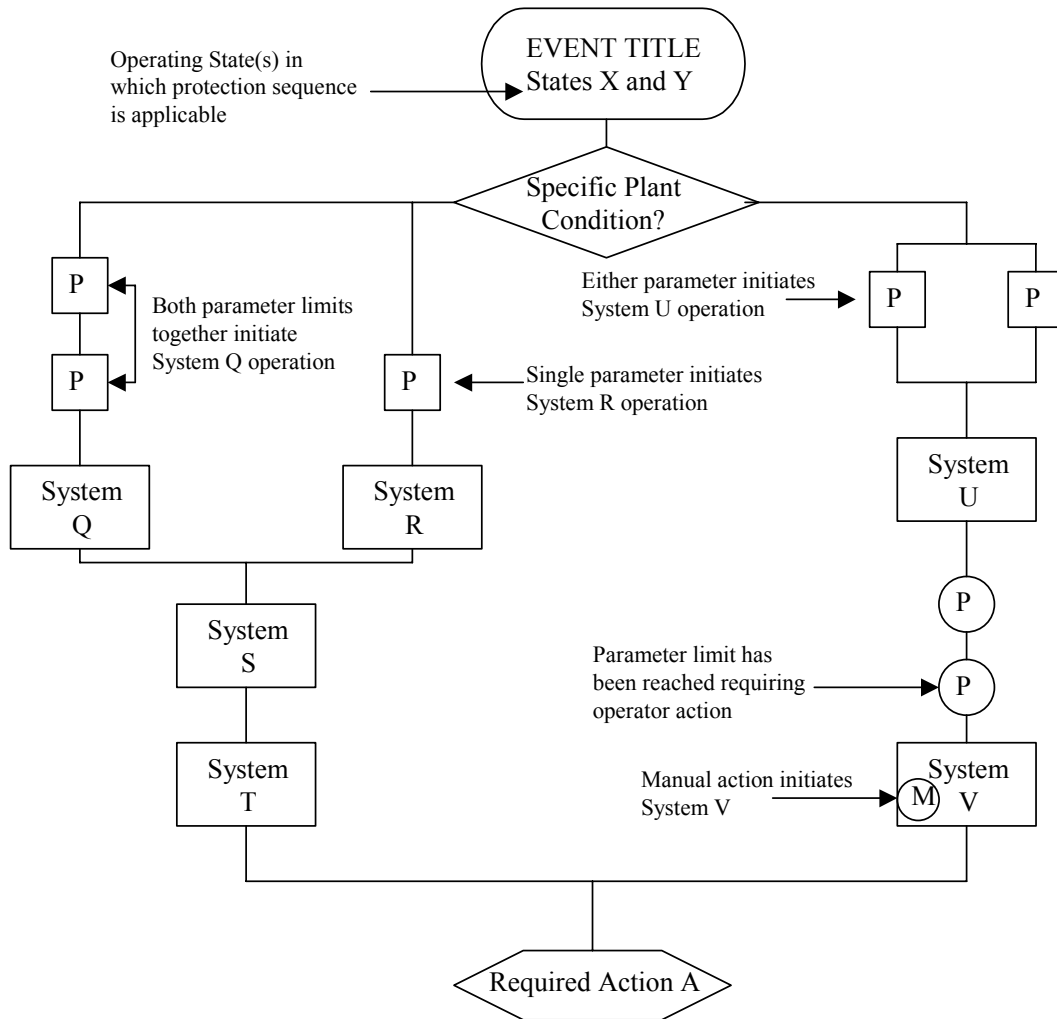 EVENT TITLE
States X and Y
Operating State(s) in
which protection sequence
is applicable
Specific Plant
Condition?
P
P
Both parameter limits
together initiate
System Q operation
P
Single parameter initiates
System R operation
Either parameter initiates
System U operation
P
P
System
Q
System
R
System
U
System
S
System
T
P
P
Parameter limit has
been reached requiring
operator action
Manual action initiates
System V
System
V
M
Required Action A